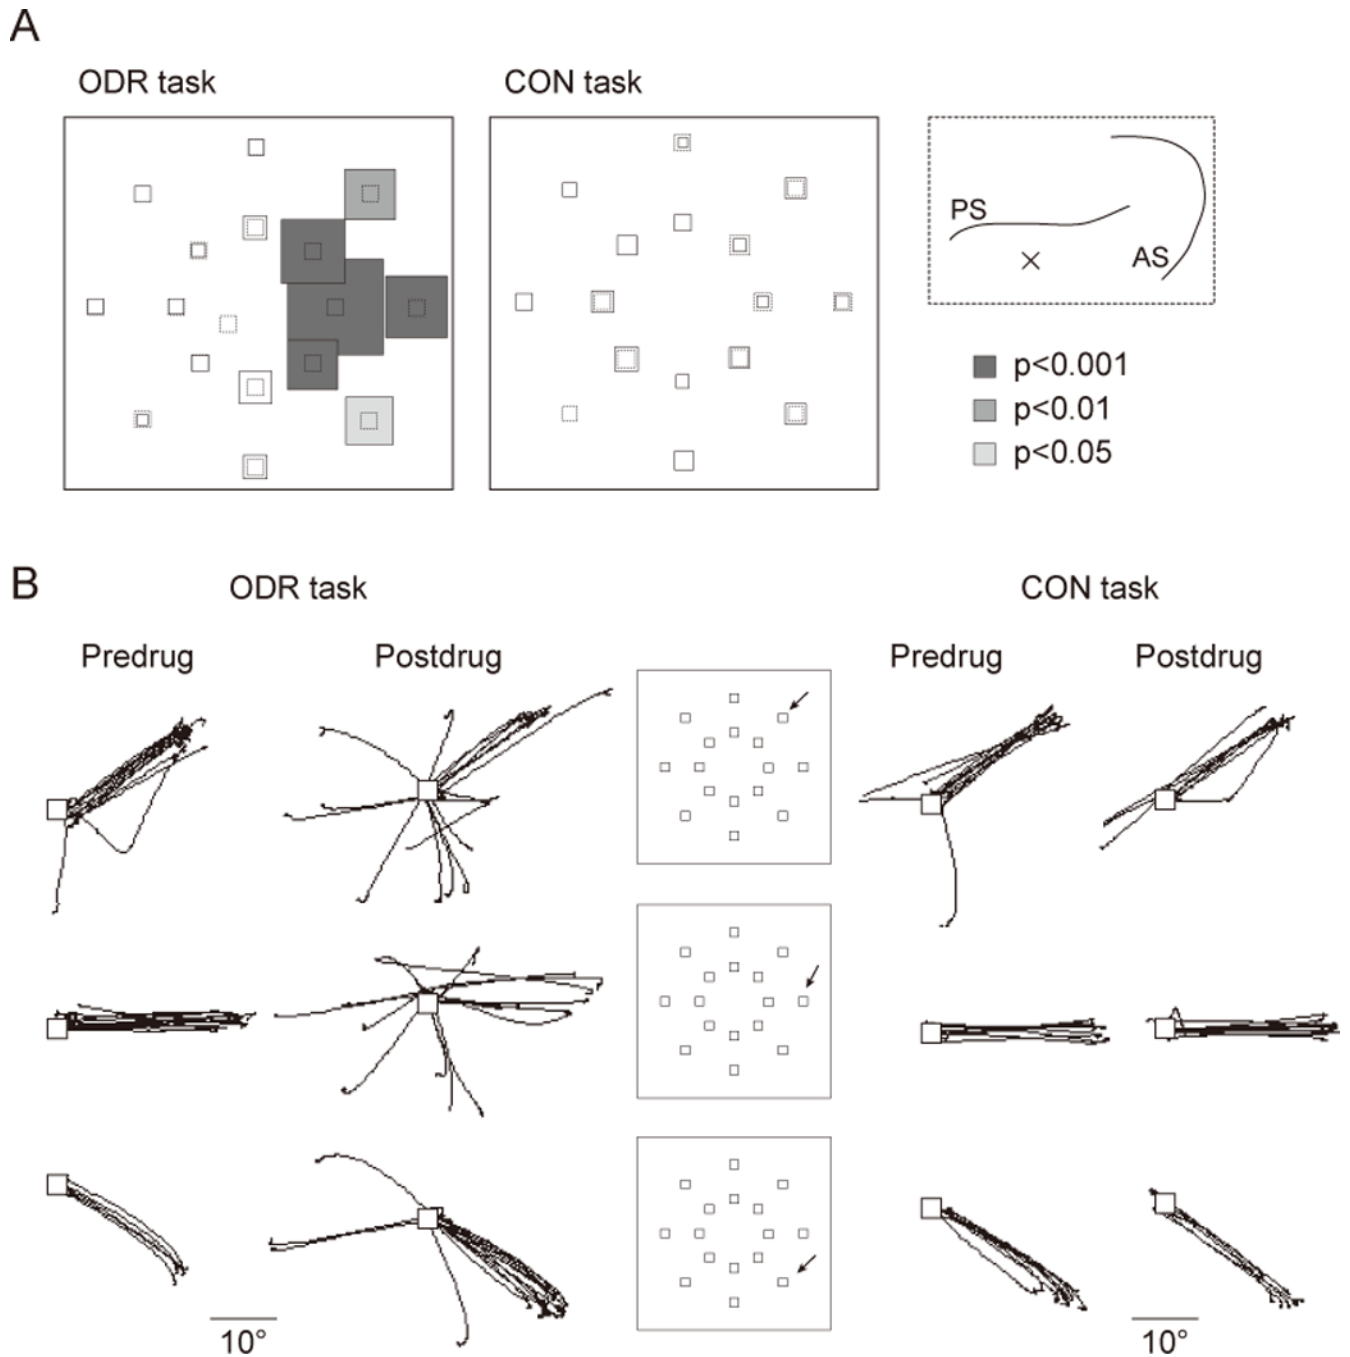 A
ODR task
CON task
PS
AS
p<0.001
p<0.01
p<0.05
B
ODR task
CON task
Predrug
Postdrug
Predrug
Postdrug
10°
10°